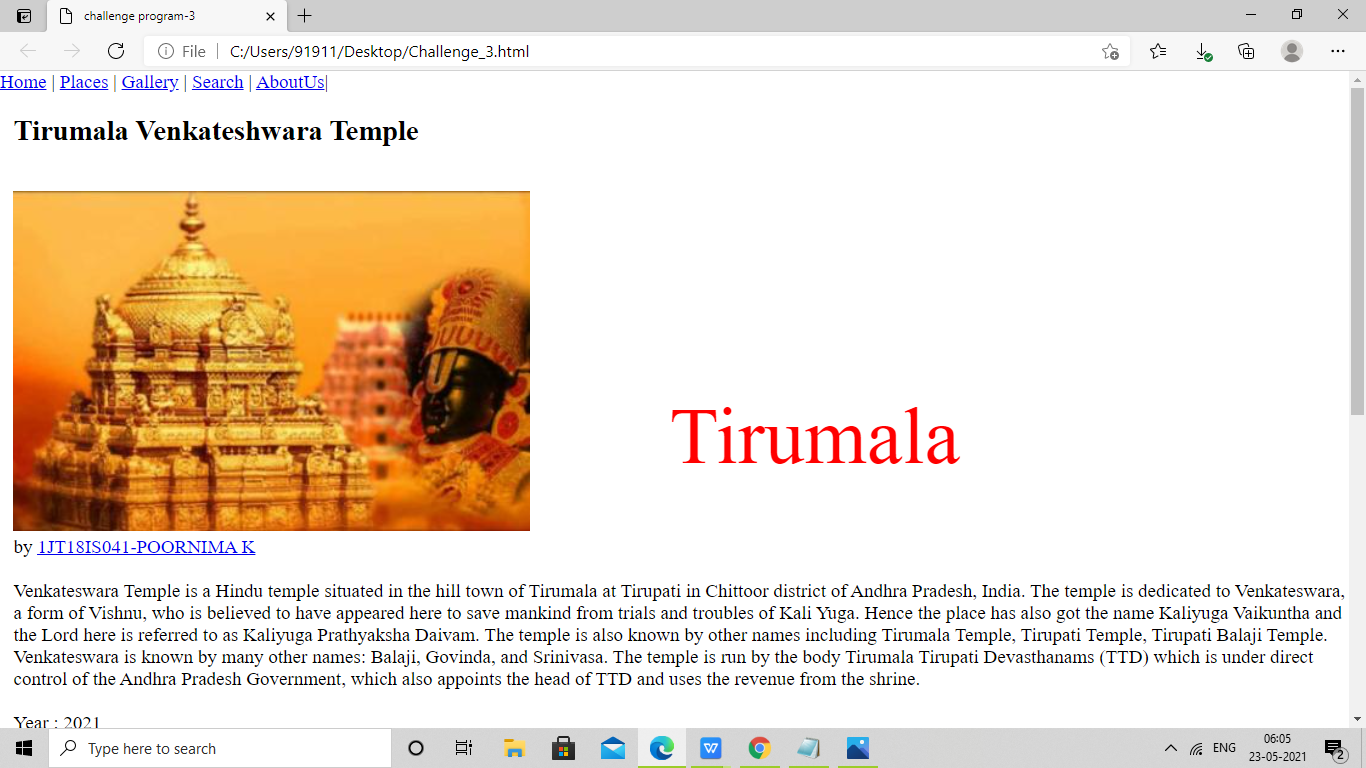 challenge program-3
File | C:/Users/91911/Desktop/Challenge_3.html
Home | Places | Gallery | Search | AboutUs|
Tirumala Venkateshwara Temple
Tirumala
by 1JT18IS041-POORNIMA K
Venkateswara Temple is a Hindu temple situated in the hill town of Tirumala at Tirupati in Chittoor district of Andhra Pradesh, India. The temple is dedicated to Venkateswara,
a form of Vishnu, who is believed to have appeared here to save mankind from trials and troubles of Kali Yuga. Hence the place has also got the name Kaliyuga Vaikuntha and
the Lord here is referred to as Kaliyuga Prathyaksha Daivam. The temple is also known by other names including Tirumala Temple, Tirupati Temple, Tirupati Balaji Temple.
Venkateswara is known by many other names: Balaji, Govinda, and Srinivasa. The temple is run by the body Tirumala Tirupati Devasthanams (TTD) which is under direct
control of the Andhra Pradesh Government, which also appoints the head of TTD and uses the revenue from the shrine.
Year : 2021
Type here to search
W
ENG
06:05
23-05-2021
2